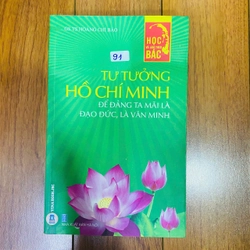 HỌC
BÁC
91
TƯ TƯỞNG
HỒ CHÍ MINH
ĐỂ ĐẢNG TA MÃI LÀ
ĐẠO ĐỨC, LÀ VĂN MINH